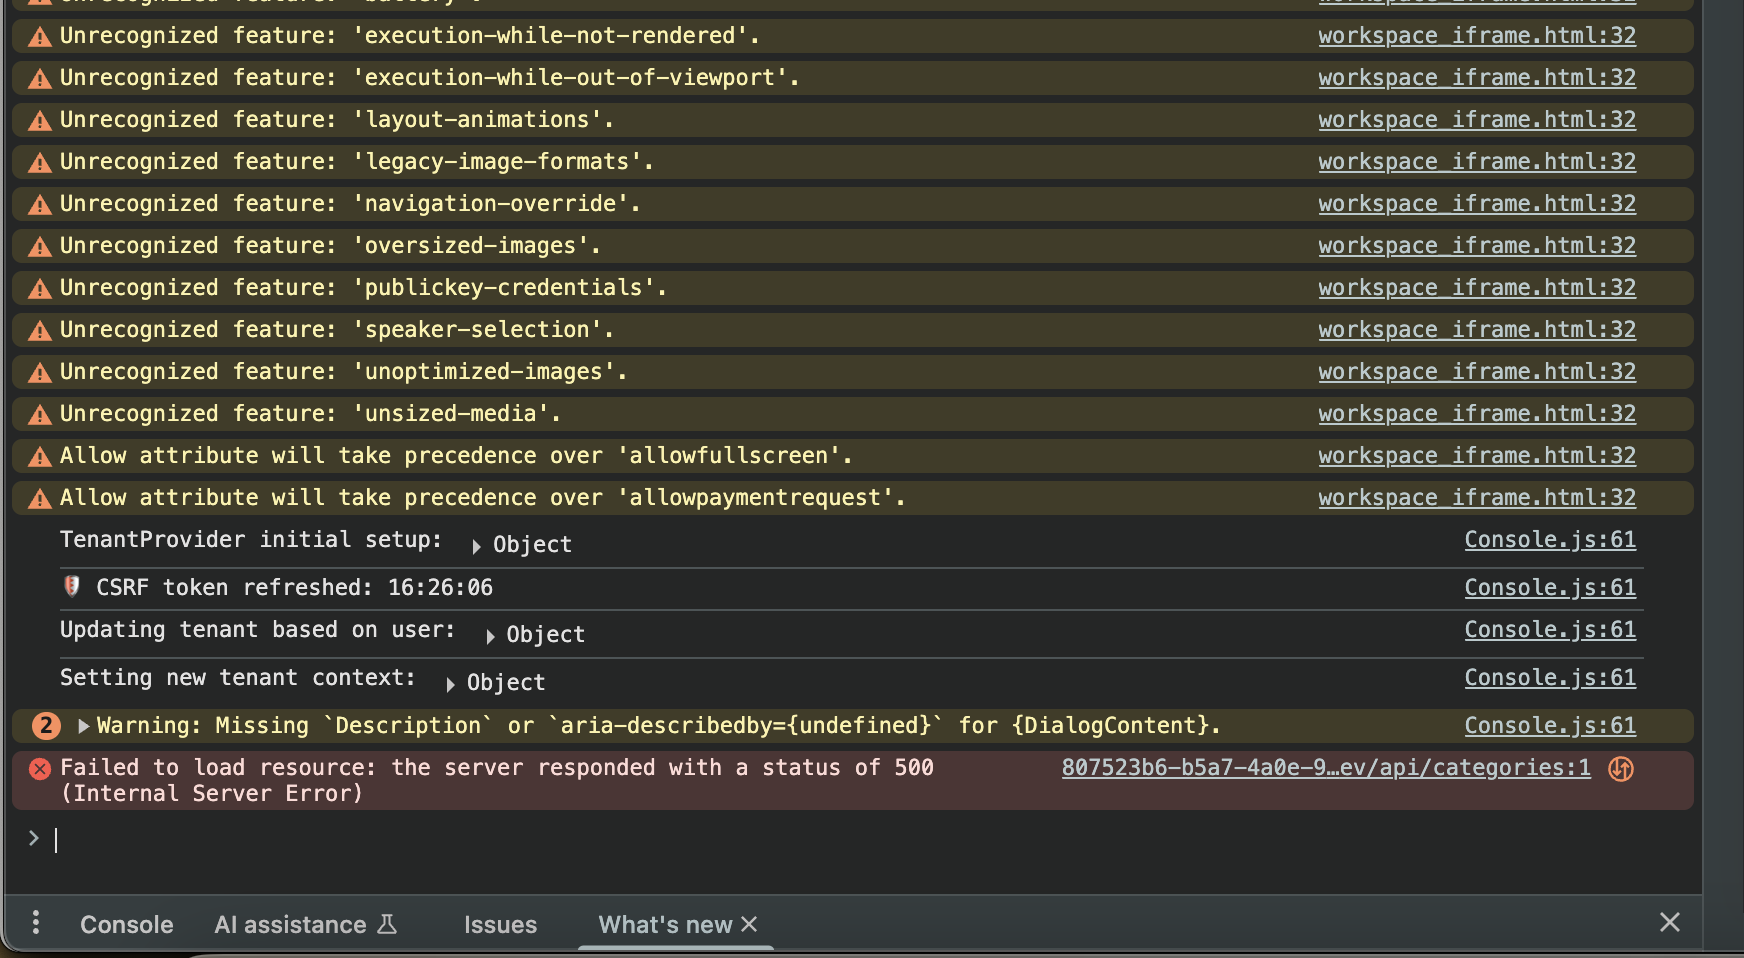 Unrecognized feature: 'battery'.
Unrecognized feature: 'execution-while-not-rendered'. workspace_iframe.html:32
Unrecognized feature: 'execution-while-out-of-viewport'. workspace_iframe.html:32
Unrecognized feature: 'layout-animations'. workspace_iframe.html:32
Unrecognized feature: 'legacy-image-formats'. workspace_iframe.html:32
Unrecognized feature: 'navigation-override'. workspace_iframe.html:32
Unrecognized feature: 'oversized-images'. workspace_iframe.html:32
Unrecognized feature: 'publickey-credentials'. workspace_iframe.html:32
Unrecognized feature: 'speaker-selection'. workspace_iframe.html:32
Unrecognized feature: 'unoptimized-images'. workspace_iframe.html:32
Unrecognized feature: 'unsized-media'. workspace_iframe.html:32
Allow attribute will take precedence over 'allowfullscreen'. workspace_iframe.html:32
Allow attribute will take precedence over 'allowpaymentrequest'. workspace_iframe.html:32
TenantProvider initial setup: Object Console.js:61
CSRF token refreshed: 16:26:06 Console.js:61
Updating tenant based on user: Object Console.js:61
Setting new tenant context: Object Console.js:61
2 Warning: Missing `Description` or `aria-describedby={undefined}` for {DialogContent}. Console.js:61
Failed to load resource: the server responded with a status of 500 807523b6-b5a7-4a0e-9…ev/api/categories:1
(Internal Server Error)
Console AI assistance Issues What's new